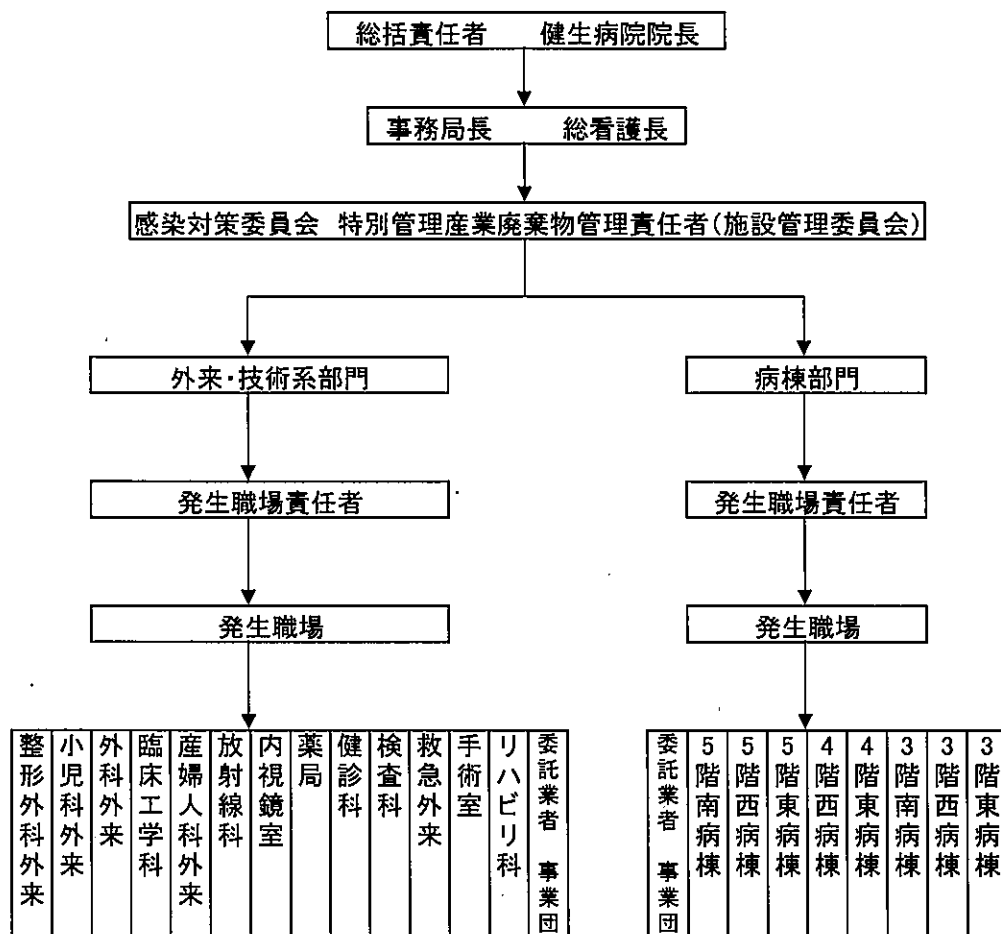 総括責任者　健生病院院長
事務局長　総看護長
感染対策委員会 特別管理産業廃棄物管理責任者(施設管理委員会)
外来・技術系部門
病棟部門
発生職場責任者
発生職場責任者
発生職場
発生職場
整形外科外来
小児科外来
外科外来
臨床工学科
産婦人科外来
放射線科
内視鏡室
薬局
健診科
検査科
救急外来
手術室
リハビリ科
委託業者　事業団
委託業者　事業団
5階南病棟
5階西病棟
5階東病棟
4階西病棟
4階東病棟
3階南病棟
3階西病棟
3階東病棟